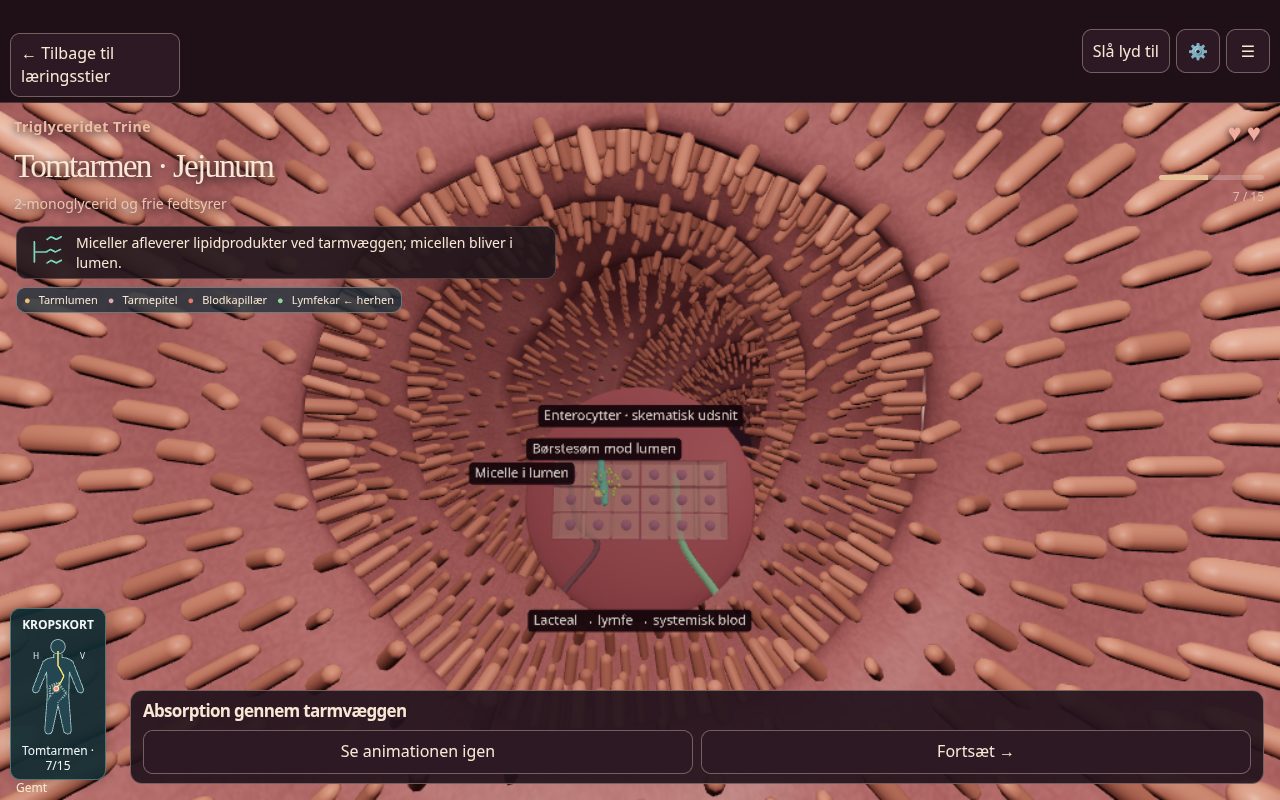 ← Tilbage til
læringsstier
Slå lyd til
Triglyceridet Trine
Tomtarmen · Jejunum
2-monoglycerid og frie fedtsyrer
7 / 15
Miceller afleverer lipidprodukter ved tarmvæggen; micellen bliver i
lumen.
Tarmlumen Tarmepitel Blodkapillær Lymfekar ← herhen
Enterocytter · skematisk udsnit
Børstesøm mod lumen
Micelle i lumen
Lacteal → lymfe → systemisk blod
KROPSKORT
H V
Tomtarmen ·
7/15
Gemt
Absorption gennem tarmvæggen
Se animationen igen
Fortsæt →